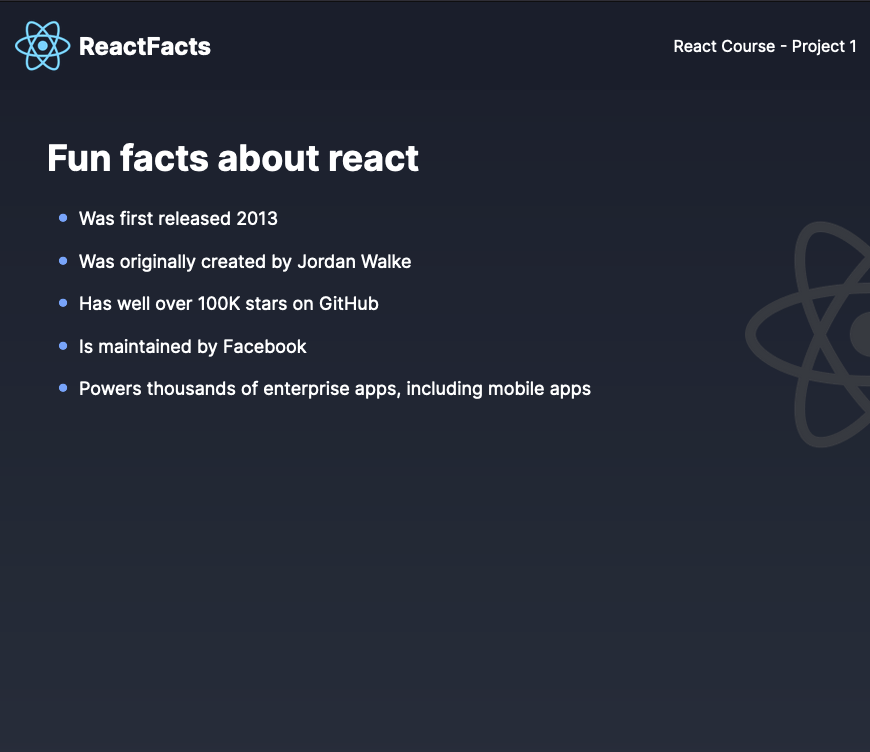 ReactFacts
React Course - Project 1
Fun facts about react
Was first released 2013
Was originally created by Jordan Walke
Has well over 100K stars on GitHub
Is maintained by Facebook
Powers thousands of enterprise apps, including mobile apps